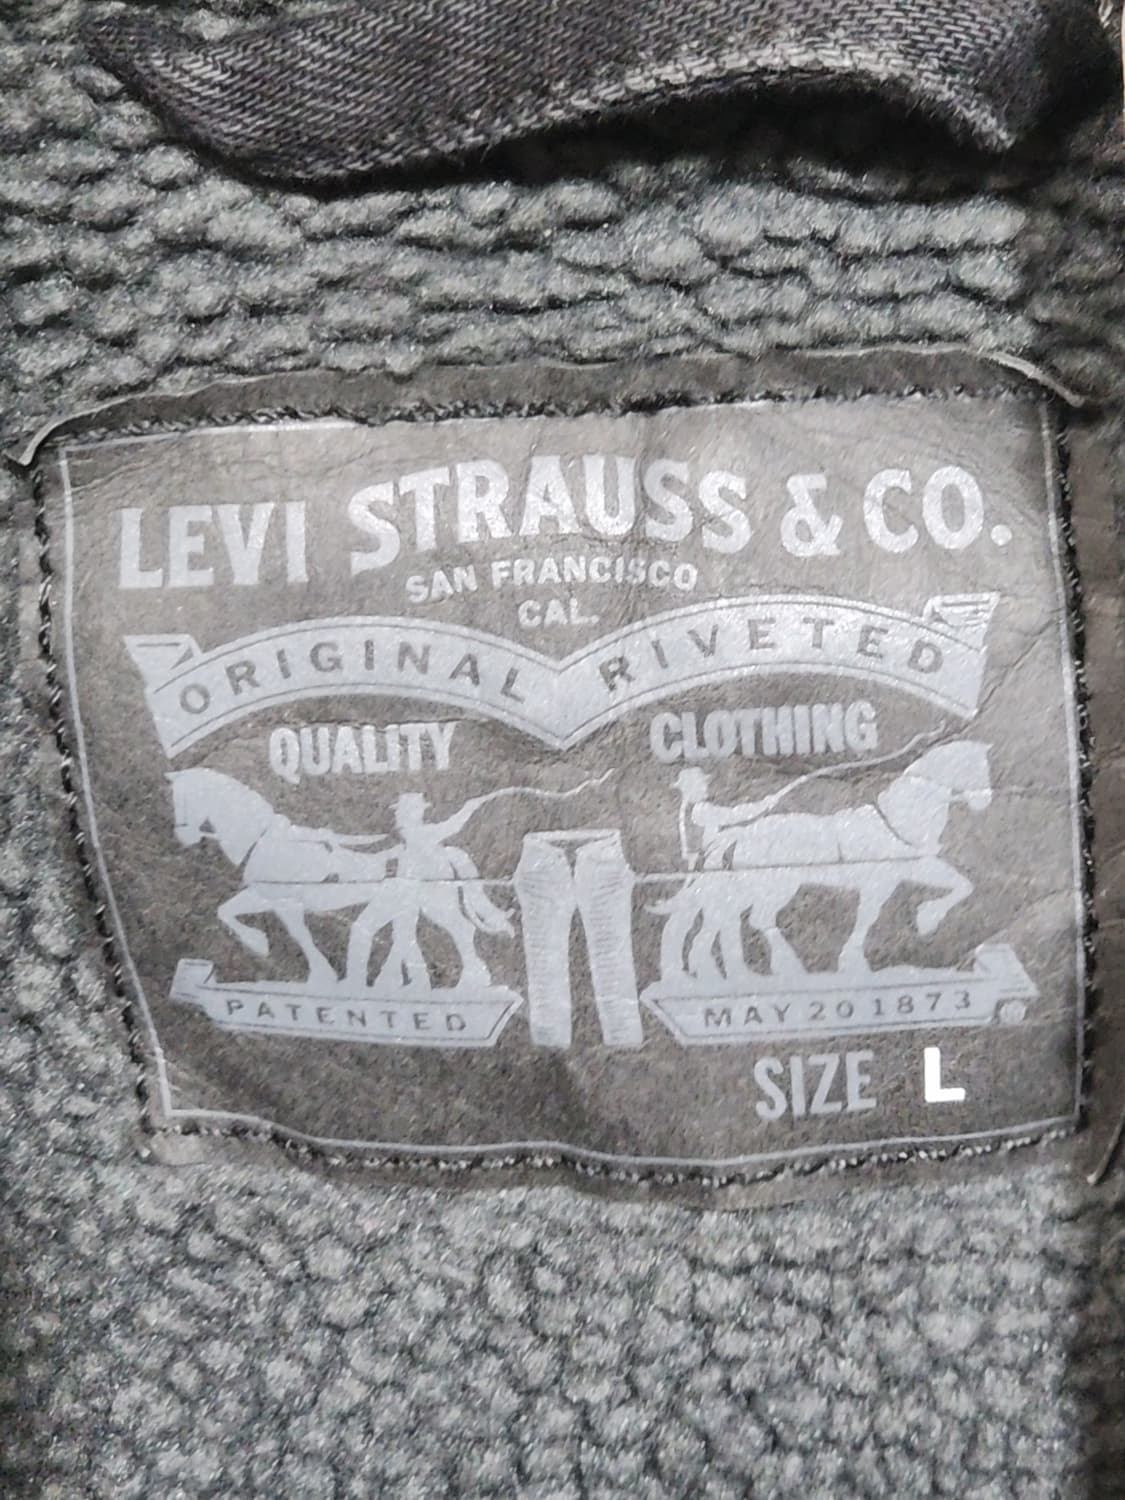 LEVI STRAUSS & CO.
SAN FRANCISCO
CAL.
ORIGINAL RIVETED
QUALITY CLOTHING
PATENTED MAY 20 1873
SIZE L